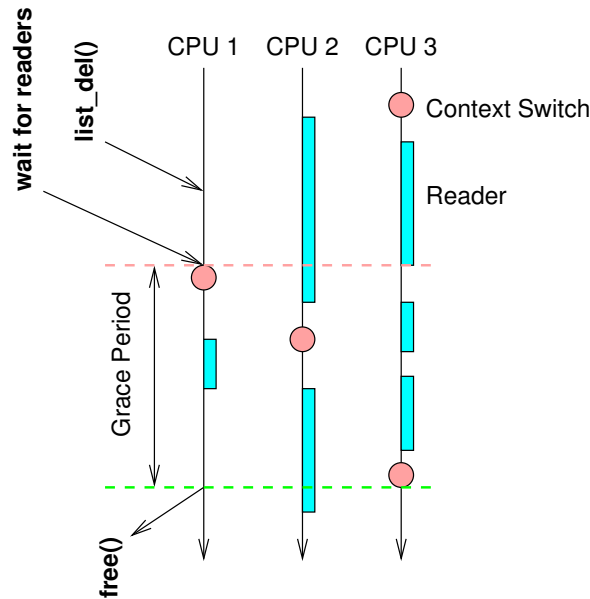 CPU 1
CPU 2
CPU 3
wait for readers
list_del()
Context Switch
Reader
Grace Period
free()